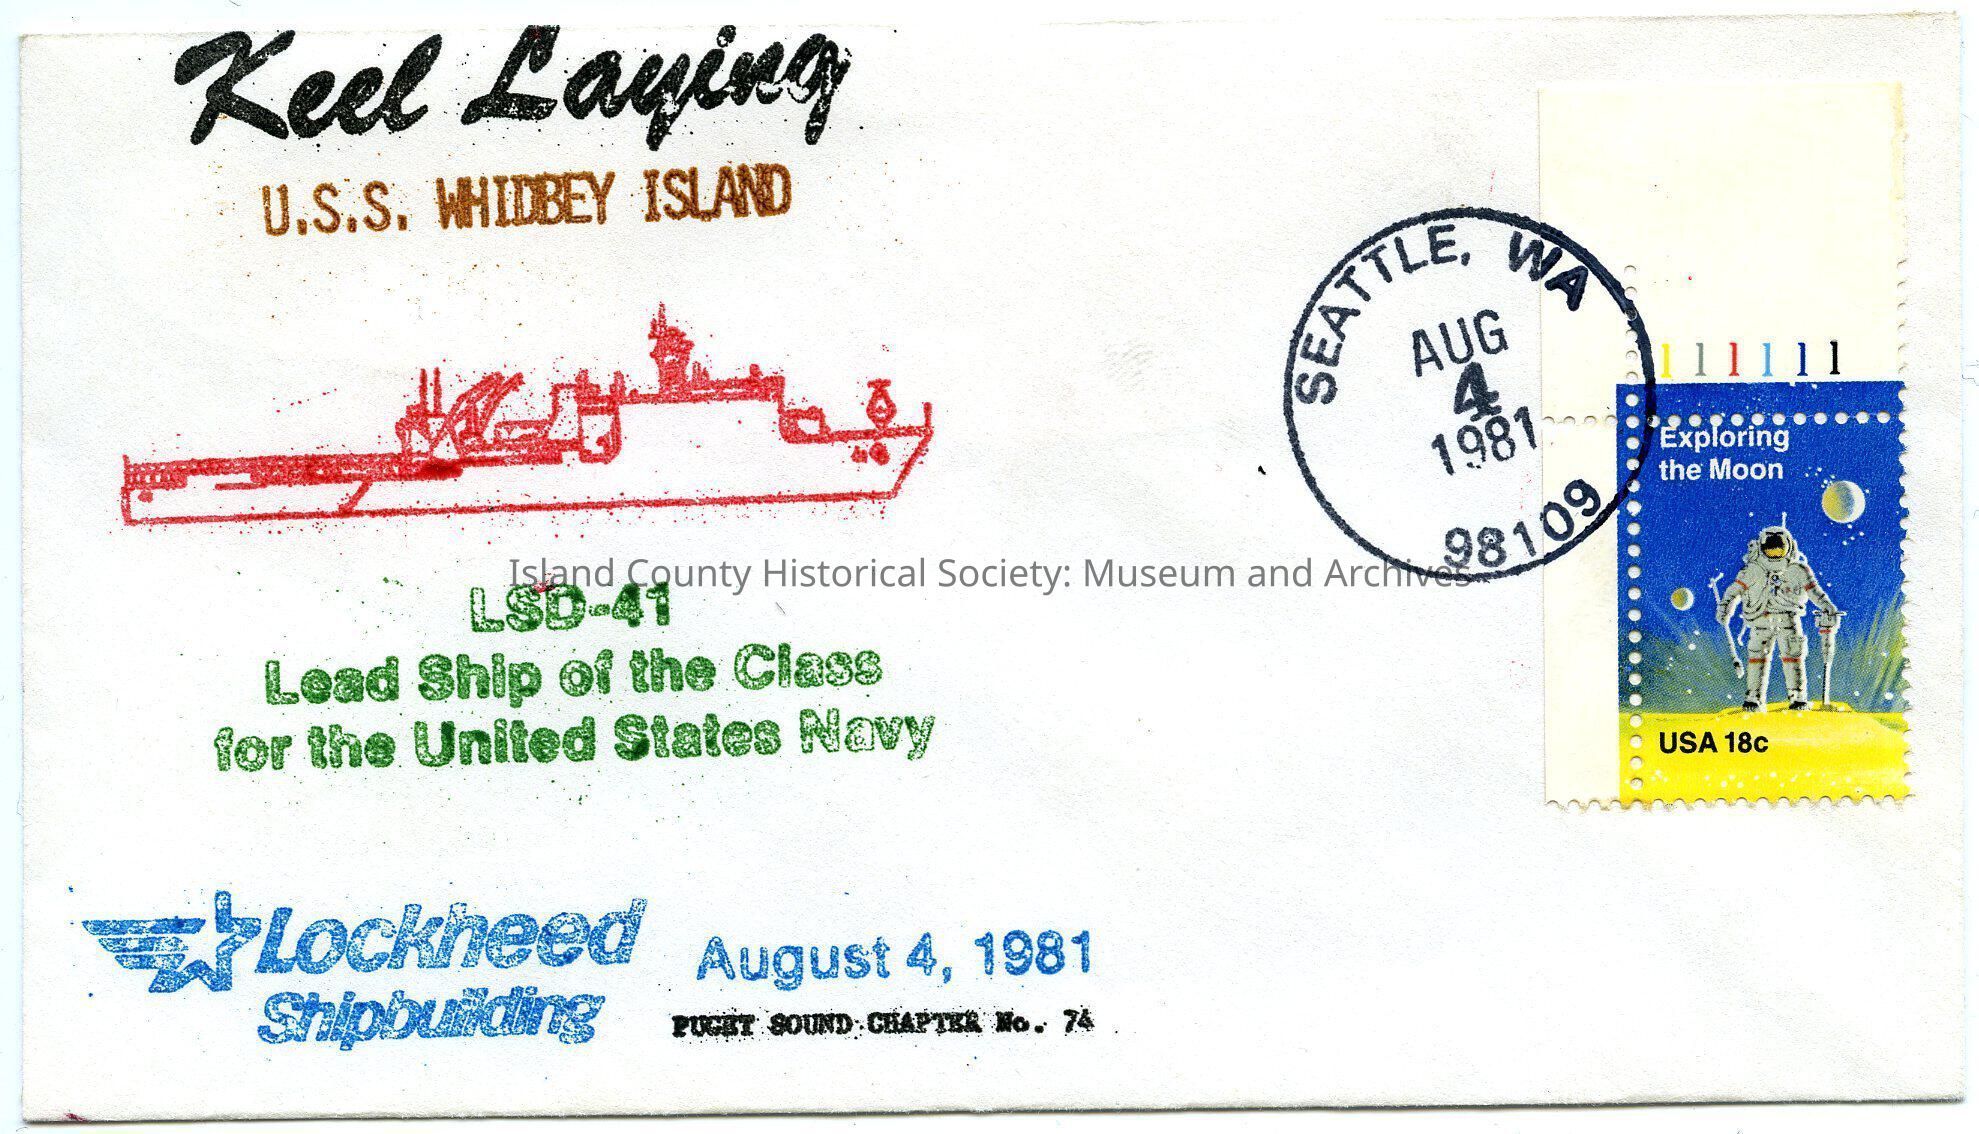 Keel Laying
U.S.S. WHIDBEY ISLAND
SEATTLE, WA
AUG
4
1981
98109
111111
Exploring
the Moon
USA 18c
Island County Historical Society: Museum and Archives
LSD-41
Lead Ship of the Class
for the United States Navy
Lockheed
Shipbuilding
August 4, 1981
PUGET SOUND CHAPTER No. 74